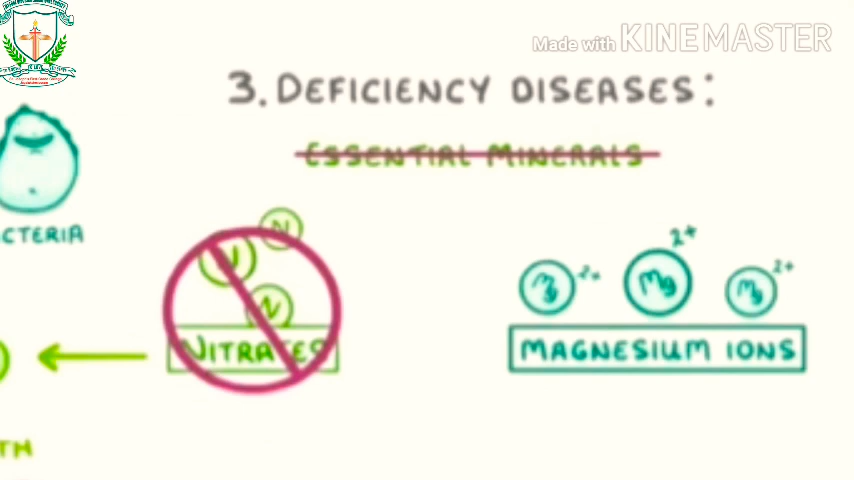 Made with KINEMASTER
3. DEFICIENCY DISEASES:
ESSENTIAL MINERALS
CTERIA
N
N
N
2+
Mg
2+
Mg
2+
Mg
NITRATES
MAGNESIUM IONS
TH